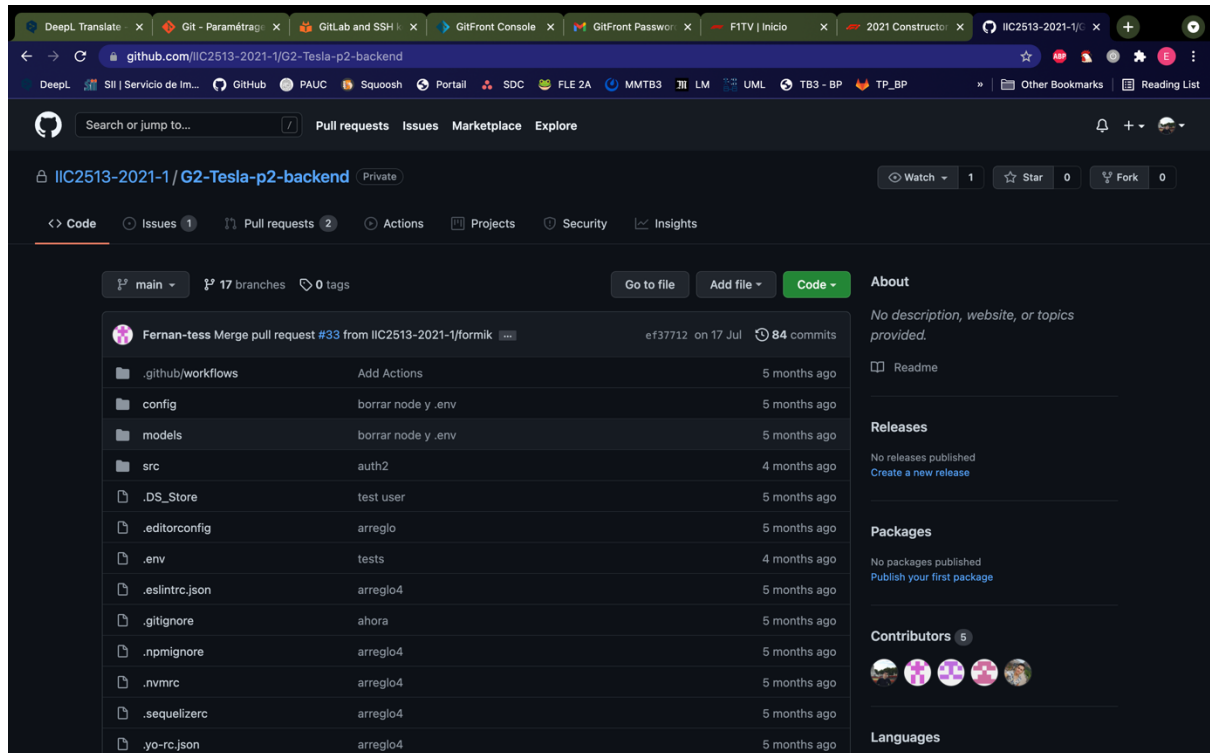 DeepL Translate - Git - Paramétrage GitLab and SSH k GitFront Console GitFront Passwor F1TV | Inicio 2021 Constructor IIC2513-2021-1/G
github.com/IIC2513-2021-1/G2-Tesla-p2-backend
DeepL SII | Servicio de Im... GitHub PAUC Squoosh Portail SDC FLE 2A MMTB3 LM UML TB3 - BP TP_BP » Other Bookmarks Reading List
Search or jump to... / Pull requests Issues Marketplace Explore
IIC2513-2021-1 / G2-Tesla-p2-backend Private Watch 1 Star 0 Fork 0
<> Code Issues 1 Pull requests 2 Actions Projects Security Insights
main 17 branches 0 tags Go to file Add file Code
Fernan-tess Merge pull request #33 from IIC2513-2021-1/formik ... ef37712 on 17 Jul 84 commits
.github/workflows Add Actions 5 months ago
config borrar node y .env 5 months ago
models borrar node y .env 5 months ago
src auth2 4 months ago
.DS_Store test user 5 months ago
.editorconfig arreglo 5 months ago
.env tests 4 months ago
.eslintrc.json arreglo4 5 months ago
.gitignore ahora 5 months ago
.npmignore arreglo4 5 months ago
.nvmrc arreglo4 5 months ago
.sequelizerc arreglo4 5 months ago
.yo-rc.json arreglo4 5 months ago
About
No description, website, or topics
provided.
Readme
Releases
No releases published
Create a new release
Packages
No packages published
Publish your first package
Contributors 5
Languages